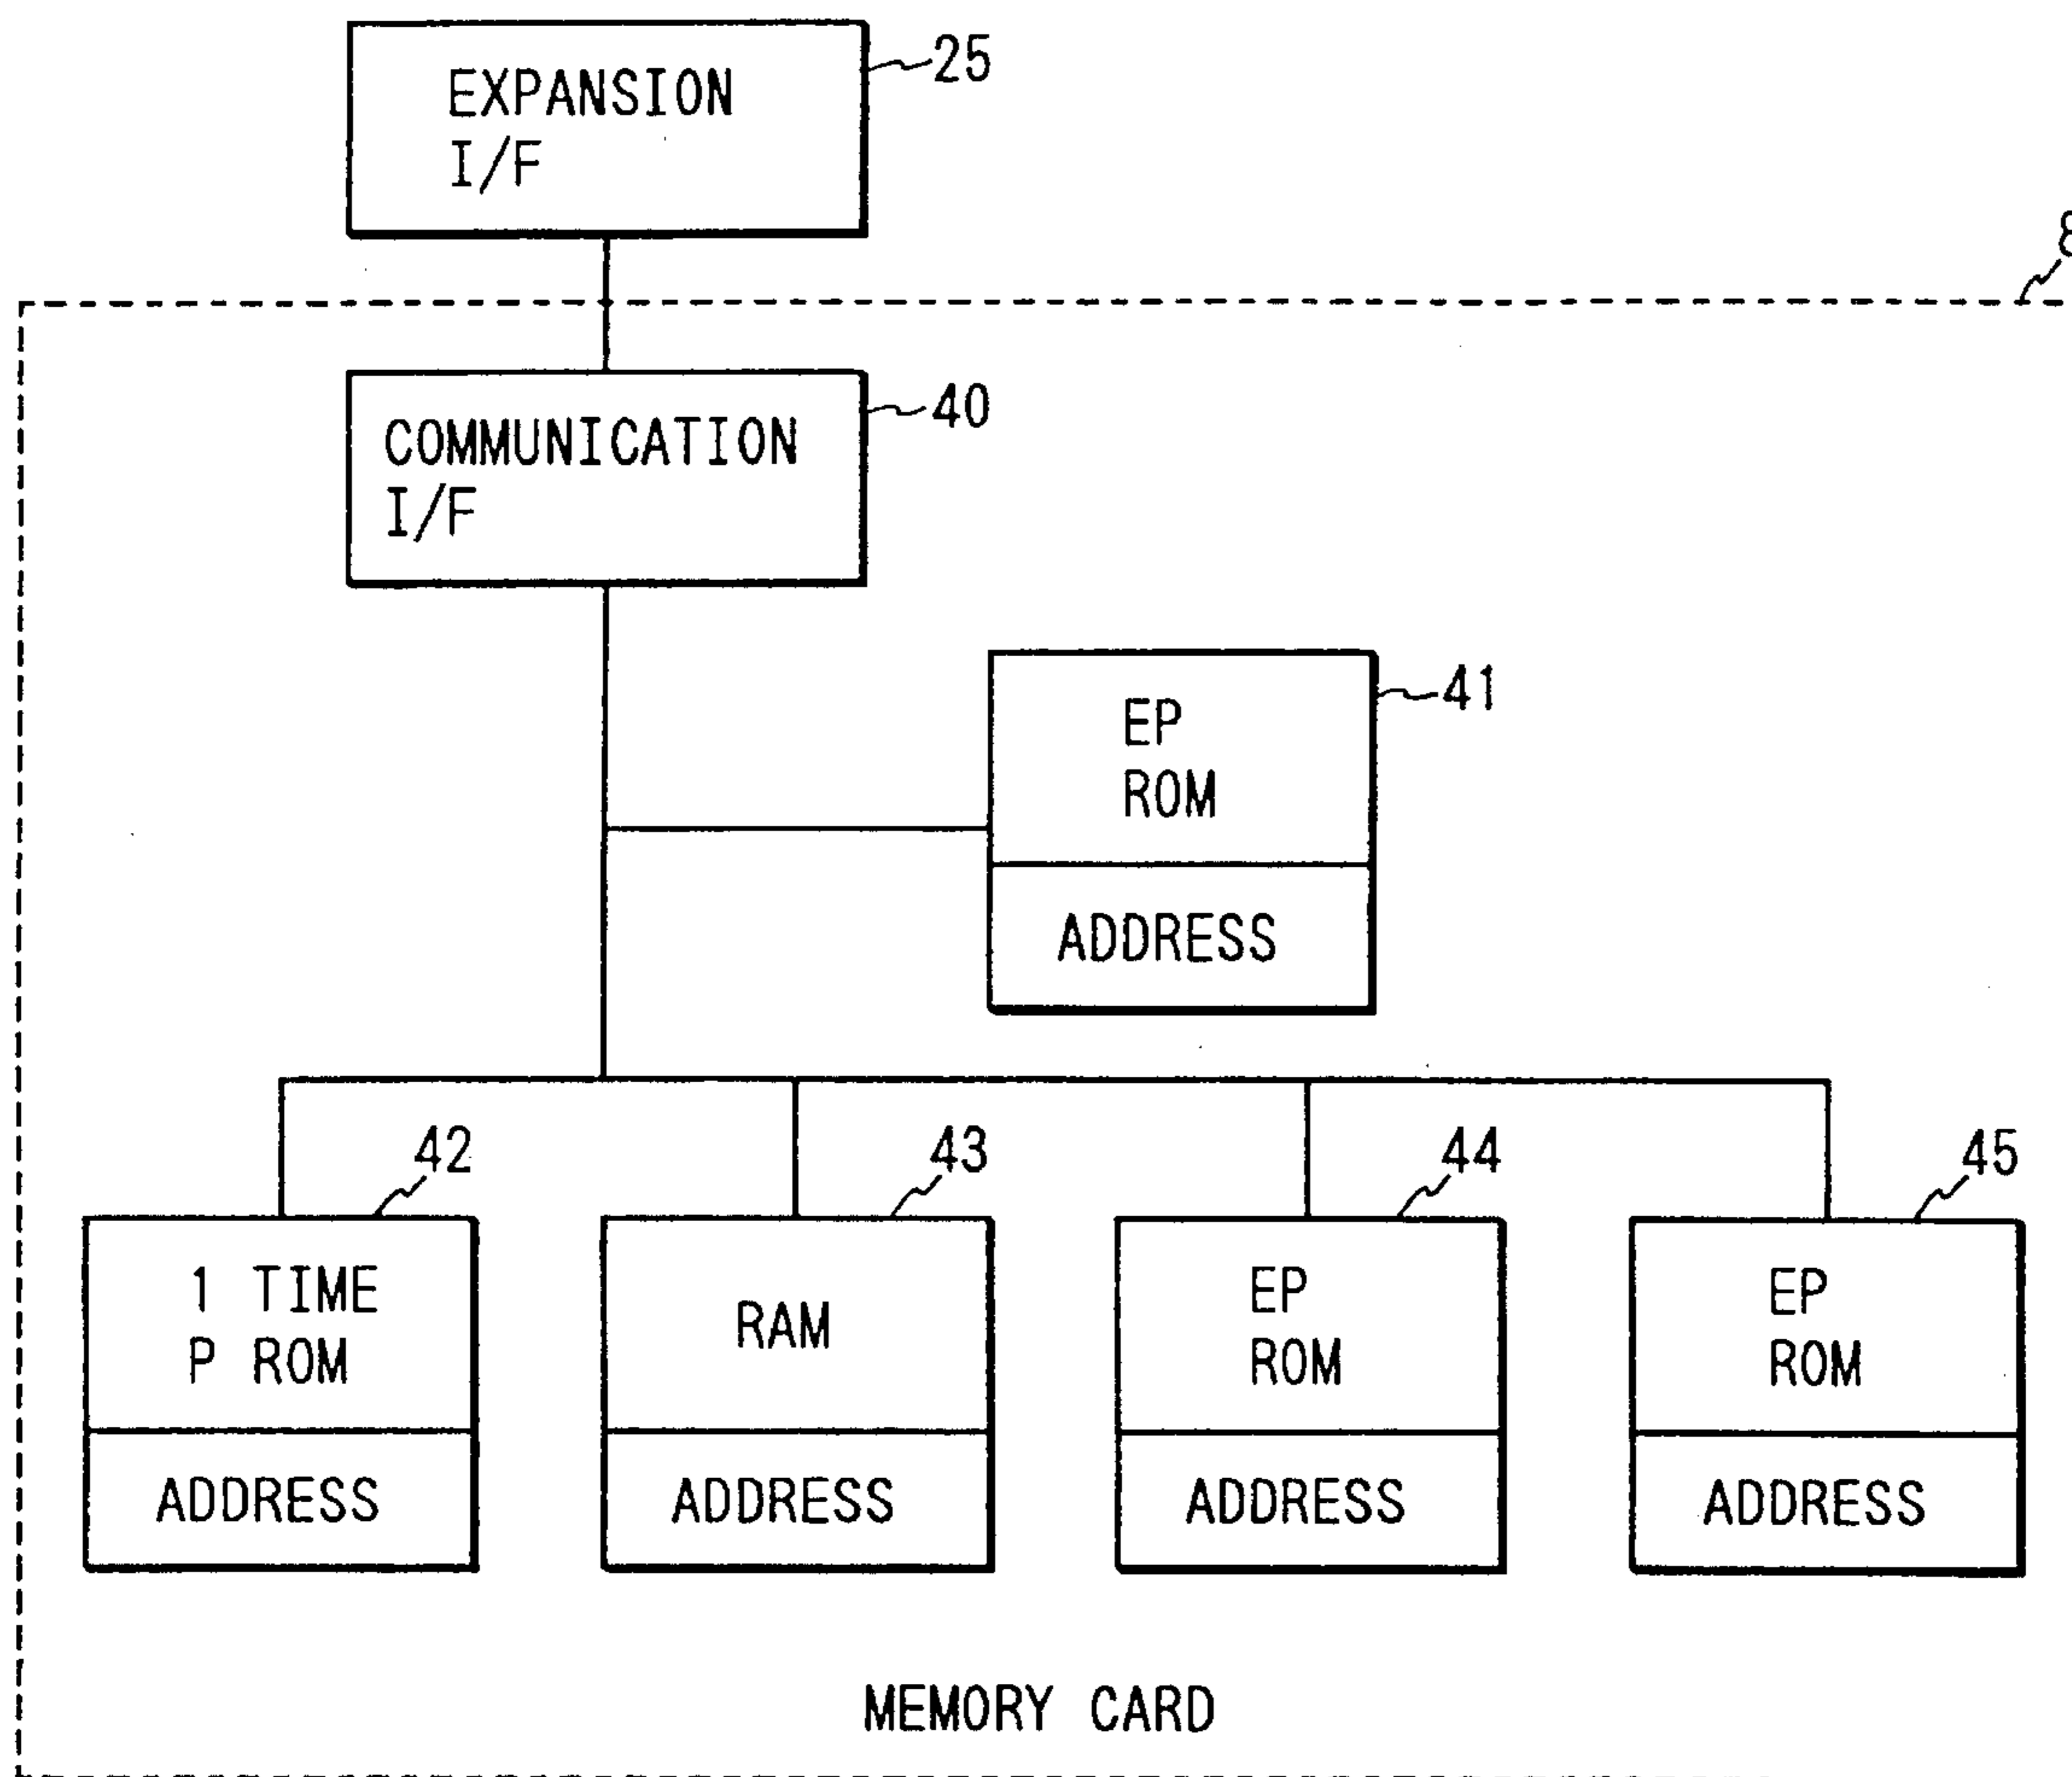 EXPANSION
I/F
25
8
COMMUNICATION
I/F
40
EP
ROM
41
ADDRESS
42
43
44
45
1 TIME
P ROM
RAM
EP
ROM
EP
ROM
ADDRESS
ADDRESS
ADDRESS
ADDRESS
MEMORY CARD